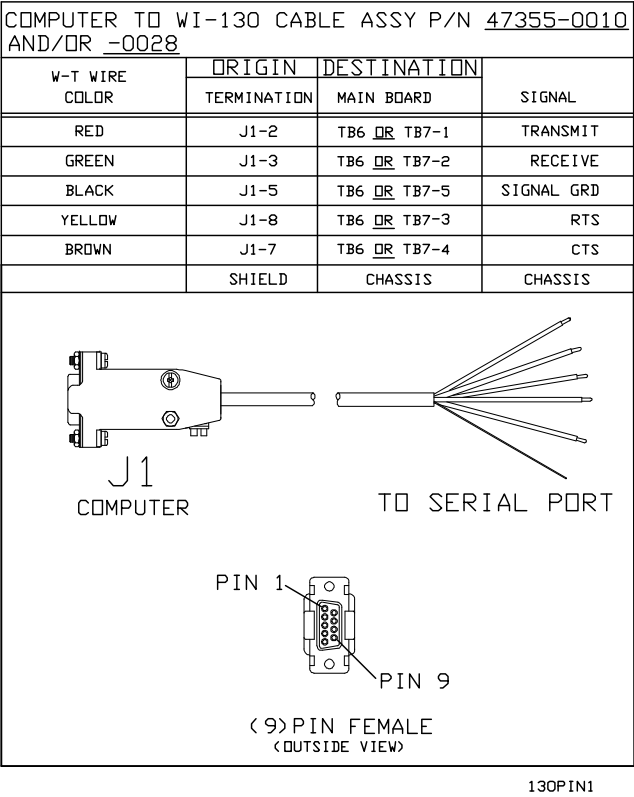 COMPUTER TO WI-130 CABLE ASSY P/N 47355-0010
AND/OR -0028
W-T WIRE COLOR ORIGIN TERMINATION DESTINATION MAIN BOARD SIGNAL
RED J1-2 TB6 OR TB7-1 TRANSMIT
GREEN J1-3 TB6 OR TB7-2 RECEIVE
BLACK J1-5 TB6 OR TB7-5 SIGNAL GRD
YELLOW J1-8 TB6 OR TB7-3 RTS
BROWN J1-7 TB6 OR TB7-4 CTS
SHIELD CHASSIS CHASSIS
J1
COMPUTER
TO SERIAL PORT
PIN 1
PIN 9
(9)PIN FEMALE
(OUTSIDE VIEW)
130PIN1